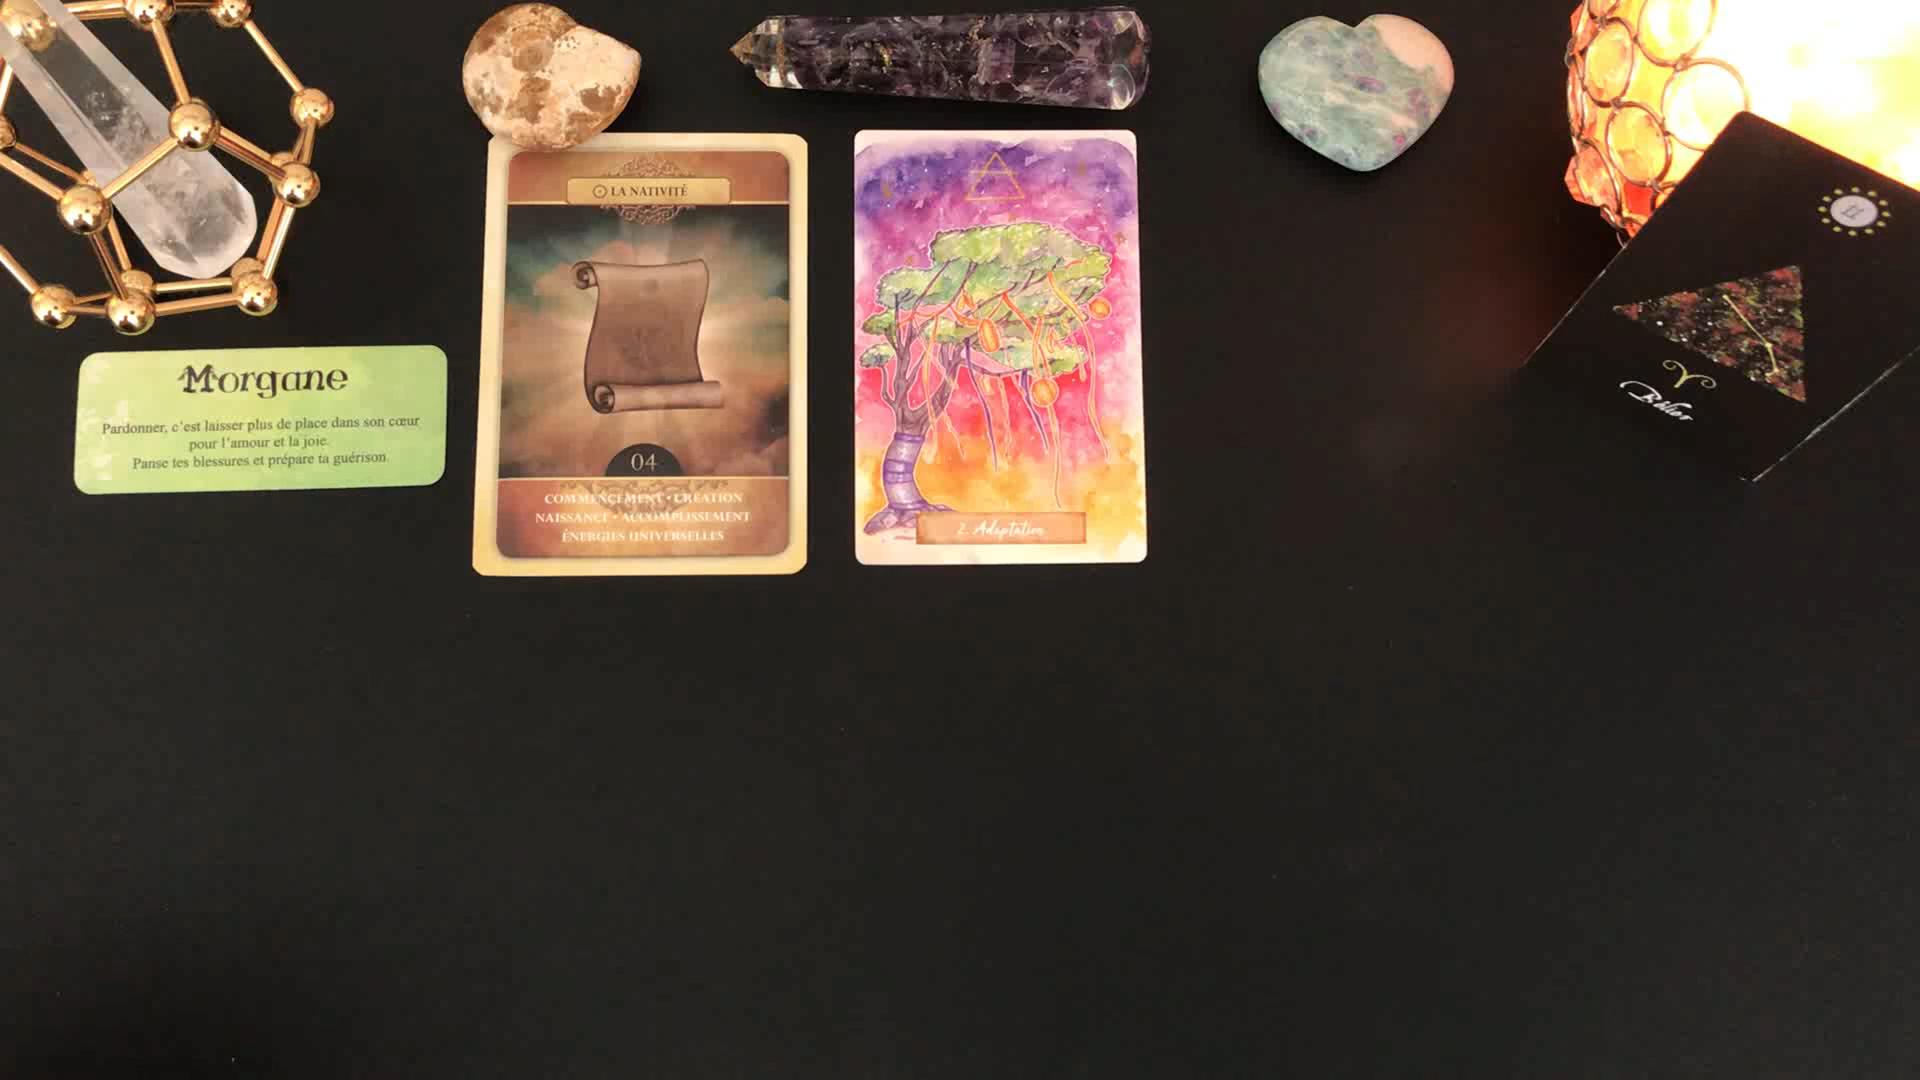 Morgane
Pardonner, c'est laisser plus de place dans son cœur
pour l'amour et la joie.
Panse tes blessures et prépare ta guérison.
LA NATIVITÉ
04
COMMENCEMENT • CRÉATION
NAISSANCE • ACCOMPLISSEMENT
ÉNERGIES UNIVERSELLES
2. Adaptation
Bélier